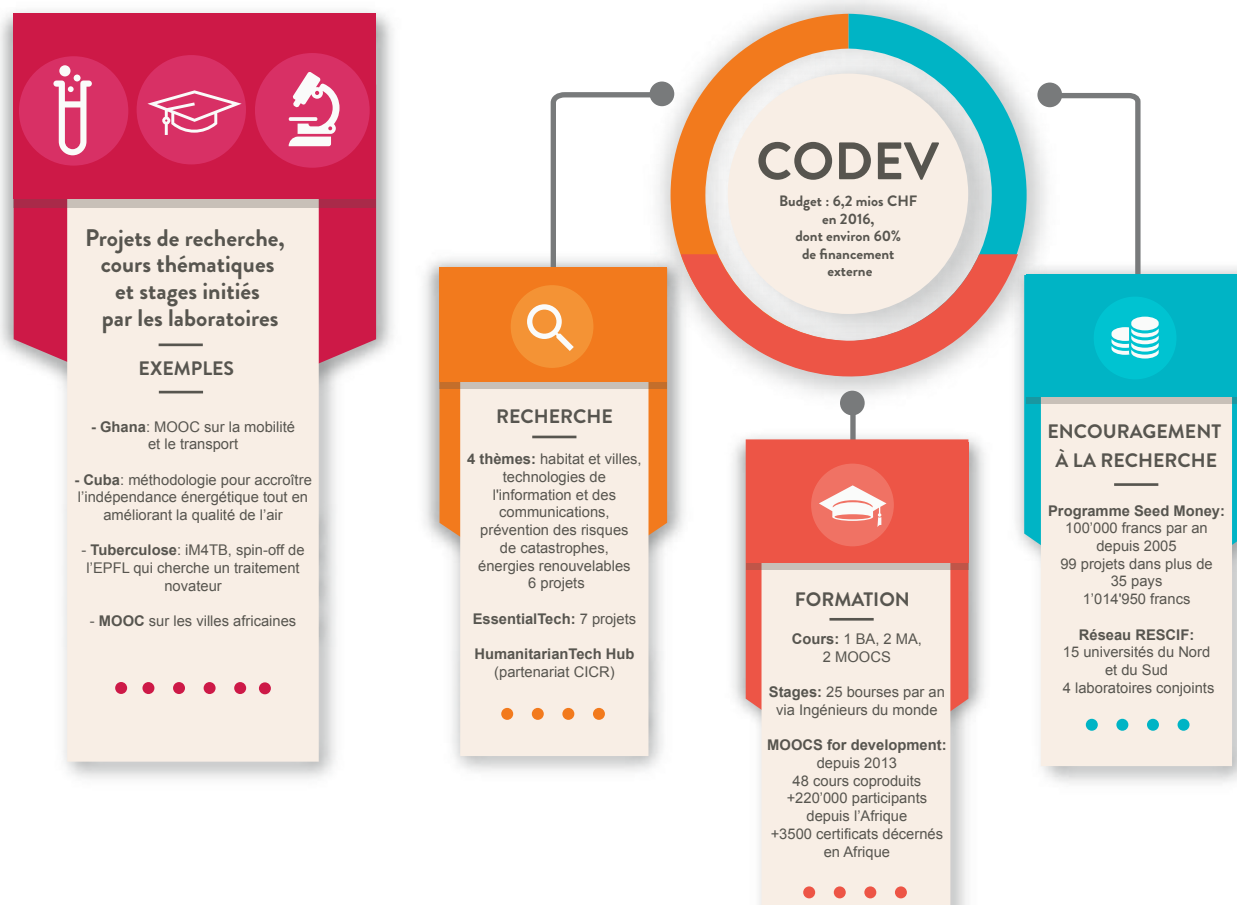 Projets de recherche,
cours thématiques
et stages initiés
par les laboratoires
EXEMPLES
- Ghana: MOOC sur la mobilité
et le transport
- Cuba: méthodologie pour accroître
l’indépendance énergétique tout en
améliorant la qualité de l’air
- Tuberculose: iM4TB, spin-off de
l’EPFL qui cherche un traitement
novateur
- MOOC sur les villes africaines
CODEV
Budget : 6,2 mios CHF
en 2016,
dont environ 60%
de financement
externe
RECHERCHE
4 thèmes: habitat et villes,
technologies de
l'information et des
communications,
prévention des risques
de catastrophes,
énergies renouvelables
6 projets
EssentialTech: 7 projets
HumanitarianTech Hub
(partenariat CICR)
FORMATION
Cours: 1 BA, 2 MA,
2 MOOCS
Stages: 25 bourses par an
via Ingénieurs du monde
MOOCS for development:
depuis 2013
48 cours coproduits
+220’000 participants
depuis l’Afrique
+3500 certificats décernés
en Afrique
ENCOURAGEMENT
À LA RECHERCHE
Programme Seed Money:
100’000 francs par an
depuis 2005
99 projets dans plus de
35 pays
1’014'950 francs
Réseau RESCIF:
15 universités du Nord
et du Sud
4 laboratoires conjoints